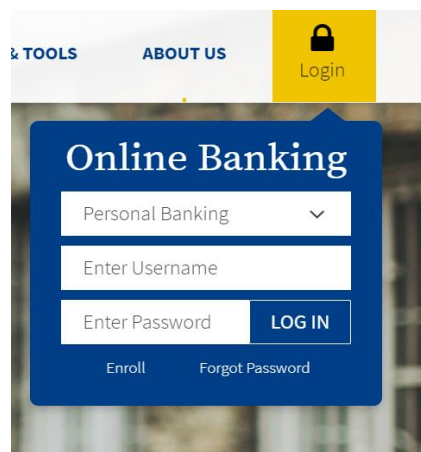 & TOOLS
ABOUT US
Login
Online Banking
Personal Banking
Enter Username
Enter Password
LOG IN
Enroll
Forgot Password